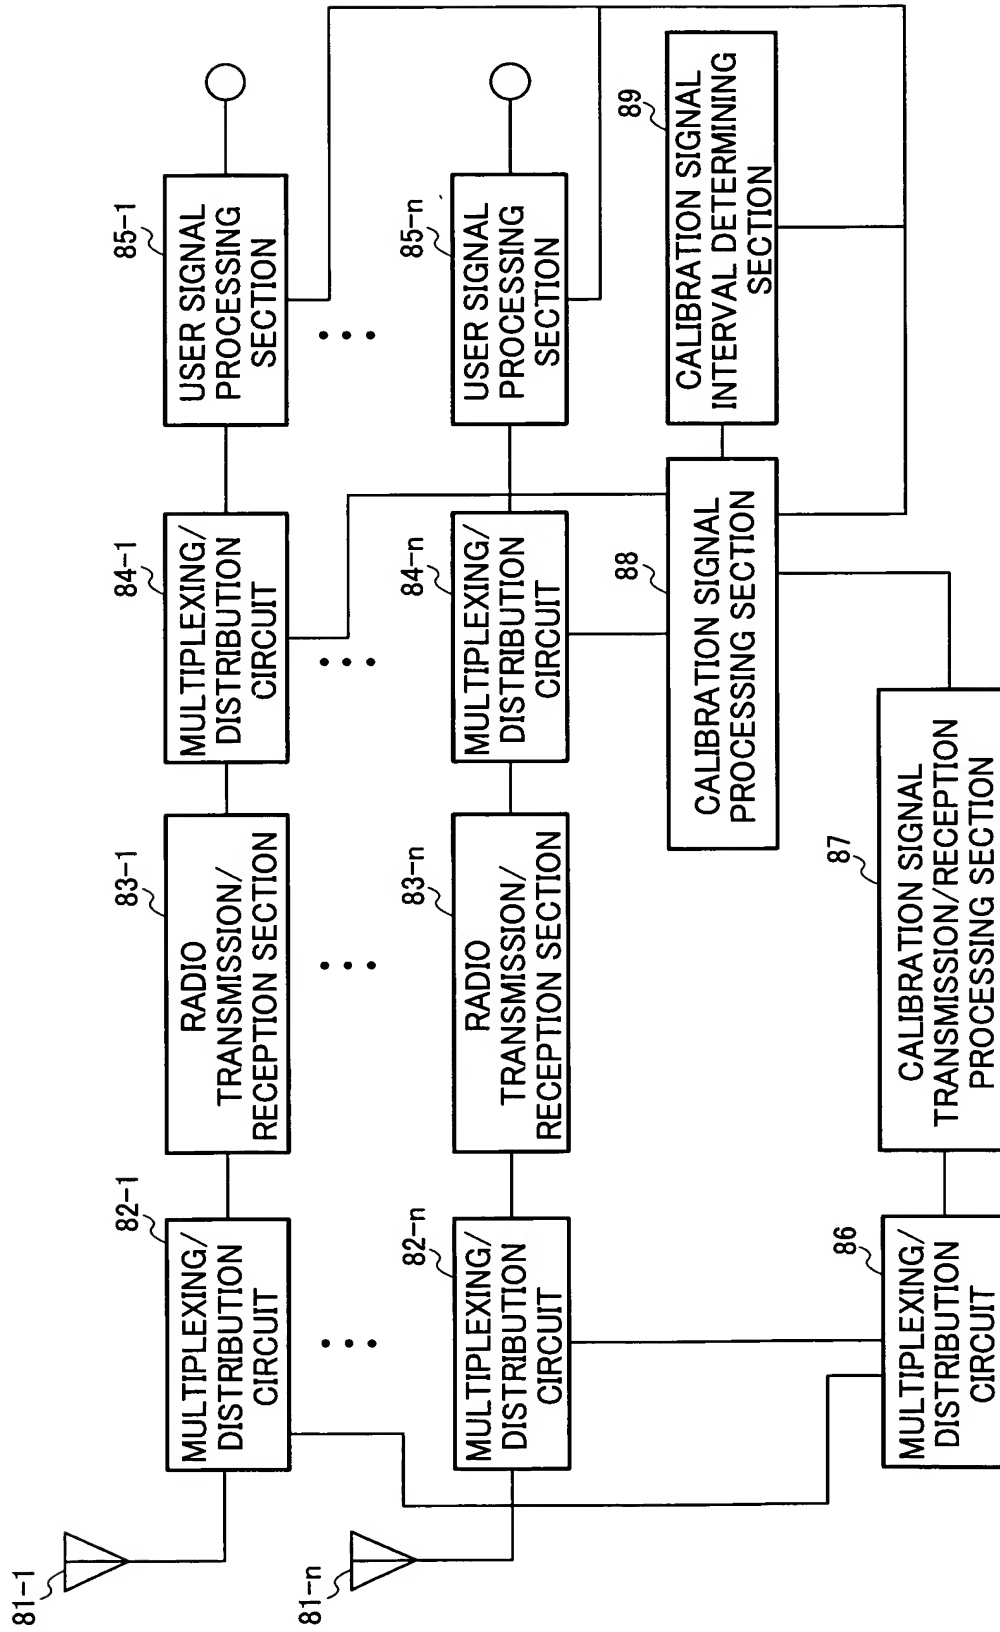 81-1
82-1
MULTIPLEXING/
DISTRIBUTION
CIRCUIT
83-1
RADIO
TRANSMISSION/
RECEPTION SECTION
84-1
MULTIPLEXING/
DISTRIBUTION
CIRCUIT
85-1
USER SIGNAL
PROCESSING
SECTION
81-n
82-n
MULTIPLEXING/
DISTRIBUTION
CIRCUIT
83-n
RADIO
TRANSMISSION/
RECEPTION SECTION
84-n
MULTIPLEXING/
DISTRIBUTION
CIRCUIT
85-n
USER SIGNAL
PROCESSING
SECTION
88
CALIBRATION SIGNAL
PROCESSING SECTION
89
CALIBRATION SIGNAL
INTERVAL DETERMINING
SECTION
86
MULTIPLEXING/
DISTRIBUTION
CIRCUIT
87
CALIBRATION SIGNAL
TRANSMISSION/RECEPTION
PROCESSING SECTION